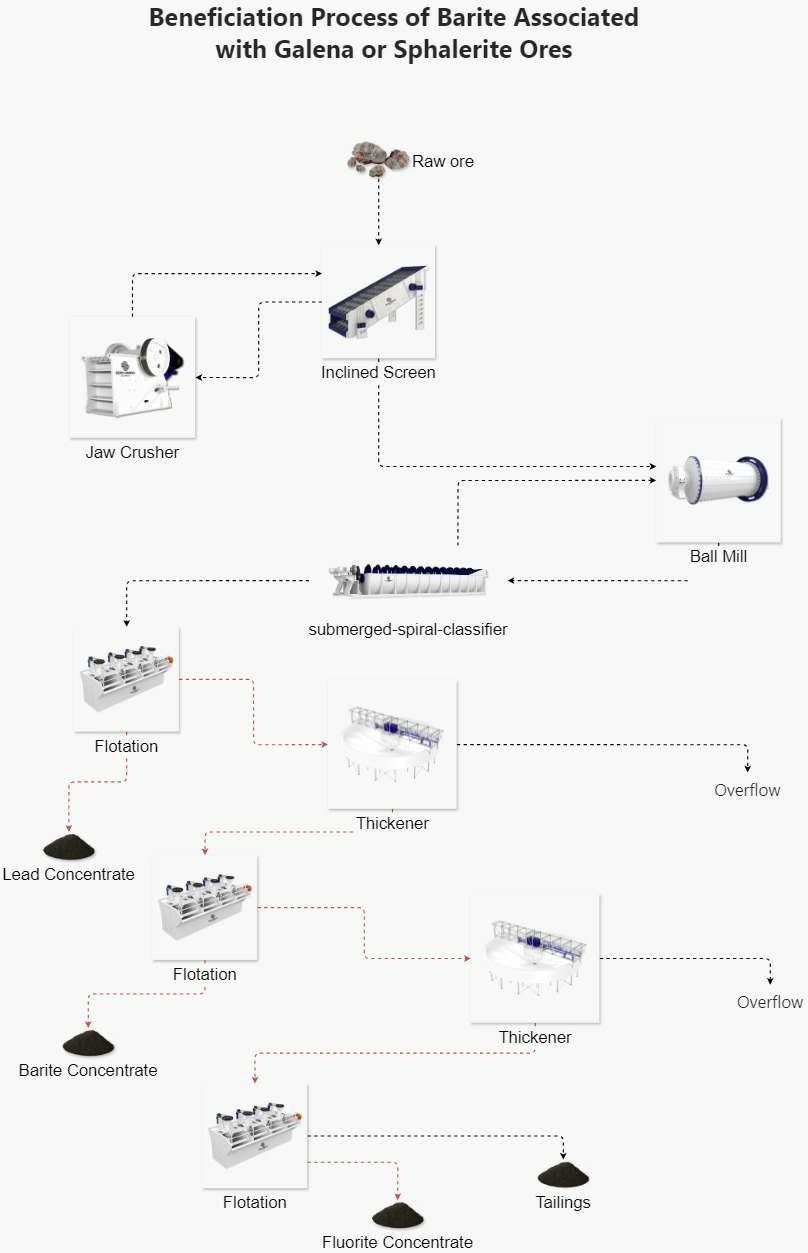 Beneficiation Process of Barite Associated
with Galena or Sphalerite Ores
Raw ore
Inclined Screen
Jaw Crusher
Ball Mill
submerged-spiral-classifier
Flotation
Overflow
Thickener
Lead Concentrate
Flotation
Overflow
Thickener
Barite Concentrate
Flotation
Tailings
Fluorite Concentrate